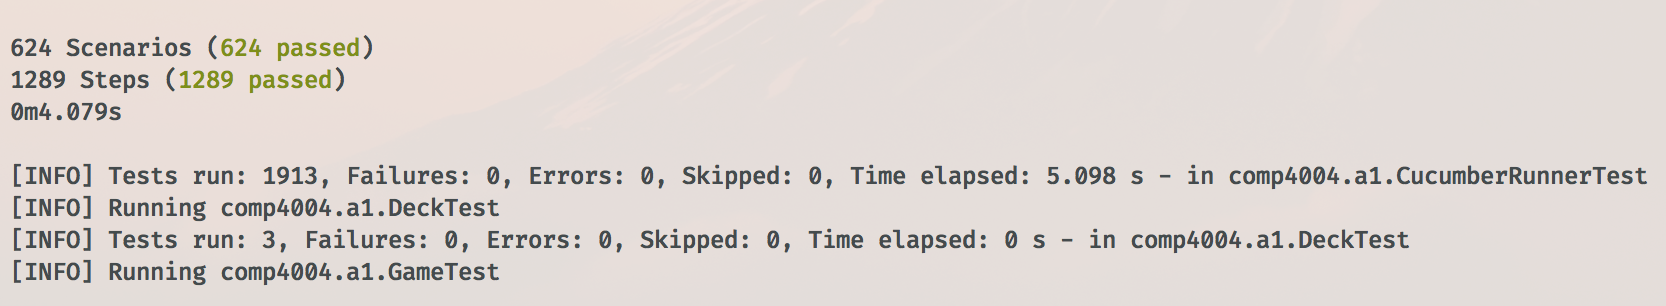 624 Scenarios (624 passed)
1289 Steps (1289 passed)
0m4.079s
[INFO] Tests run: 1913, Failures: 0, Errors: 0, Skipped: 0, Time elapsed: 5.098 s - in comp4004.a1.CucumberRunnerTest
[INFO] Running comp4004.a1.DeckTest
[INFO] Tests run: 3, Failures: 0, Errors: 0, Skipped: 0, Time elapsed: 0 s - in comp4004.a1.DeckTest
[INFO] Running comp4004.a1.GameTest